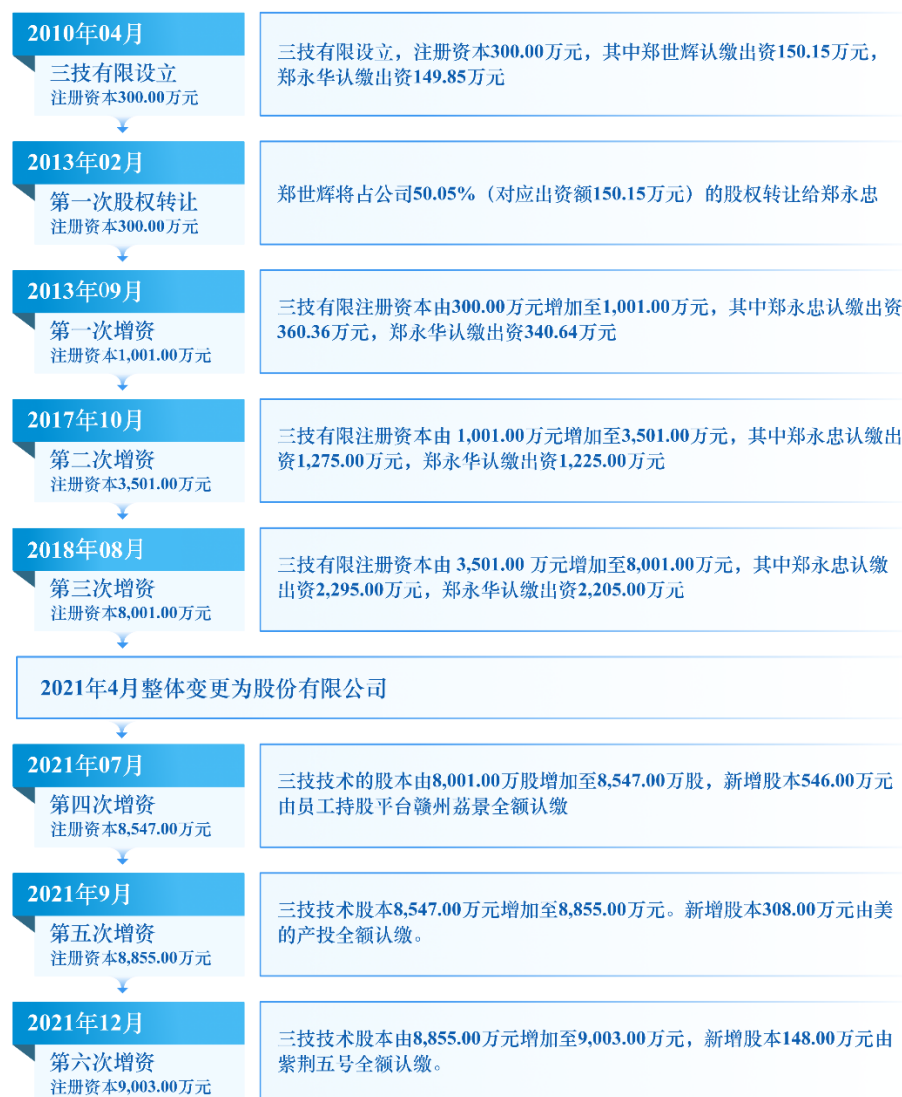 2010年04月
三技有限设立
注册资本300.00万元
三技有限设立，注册资本300.00万元，其中郑世辉认缴出资150.15万元，
郑永华认缴出资149.85万元
2013年02月
第一次股权转让
注册资本300.00万元
郑世辉将占公司50.05%（对应出资额150.15万元）的股权转让给郑永忠
2013年09月
第一次增资
注册资本1,001.00万元
三技有限注册资本由300.00万元增加至1,001.00万元，其中郑永忠认缴出资
360.36万元，郑永华认缴出资340.64万元
2017年10月
第二次增资
注册资本3,501.00万元
三技有限注册资本由 1,001.00万元增加至3,501.00万元，其中郑永忠认缴出
资1,275.00万元，郑永华认缴出资1,225.00万元
2018年08月
第三次增资
注册资本8,001.00万元
三技有限注册资本由 3,501.00 万元增加至8,001.00万元，其中郑永忠认缴
出资2,295.00万元，郑永华认缴出资2,205.00万元
2021年4月整体变更为股份有限公司
2021年07月
第四次增资
注册资本8,547.00万元
三技技术的股本由8,001.00万股增加至8,547.00万股，新增股本546.00万元
由员工持股平台赣州荔景全额认缴
2021年9月
第五次增资
注册资本8,855.00万元
三技技术股本8,547.00万元增加至8,855.00万元。新增股本308.00万元由美
的产投全额认缴。
2021年12月
第六次增资
注册资本9,003.00万元
三技技术股本由8,855.00万元增加至9,003.00万元，新增股本148.00万元由
紫荆五号全额认缴。